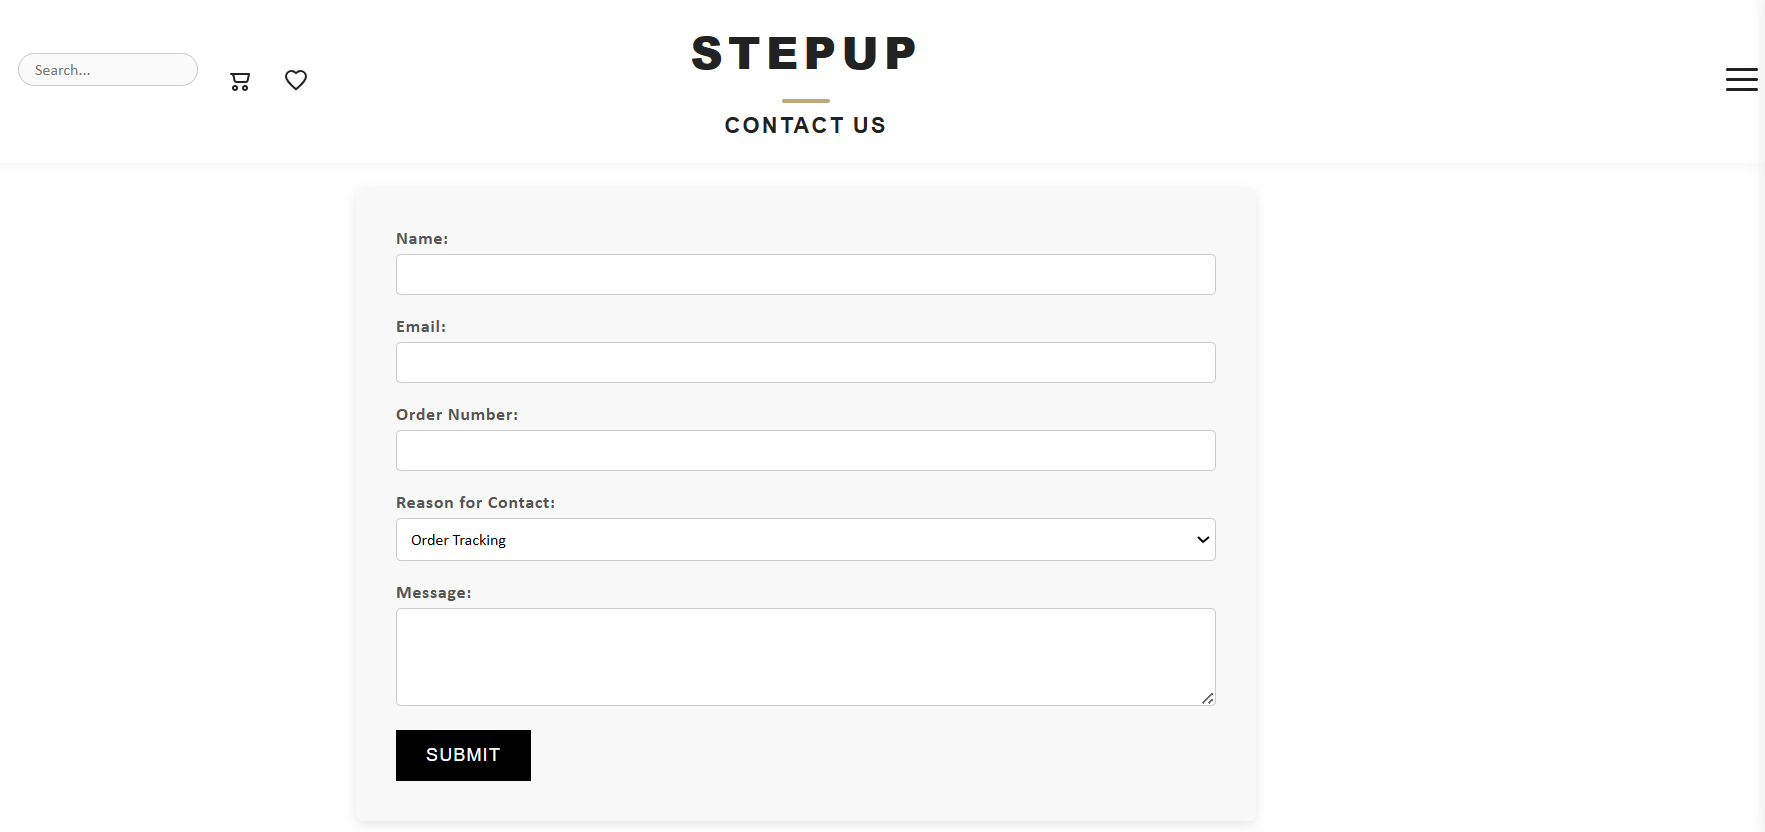 Search...
STEPUP
CONTACT US
Name:
Email:
Order Number:
Reason for Contact:
Order Tracking
Message:
SUBMIT